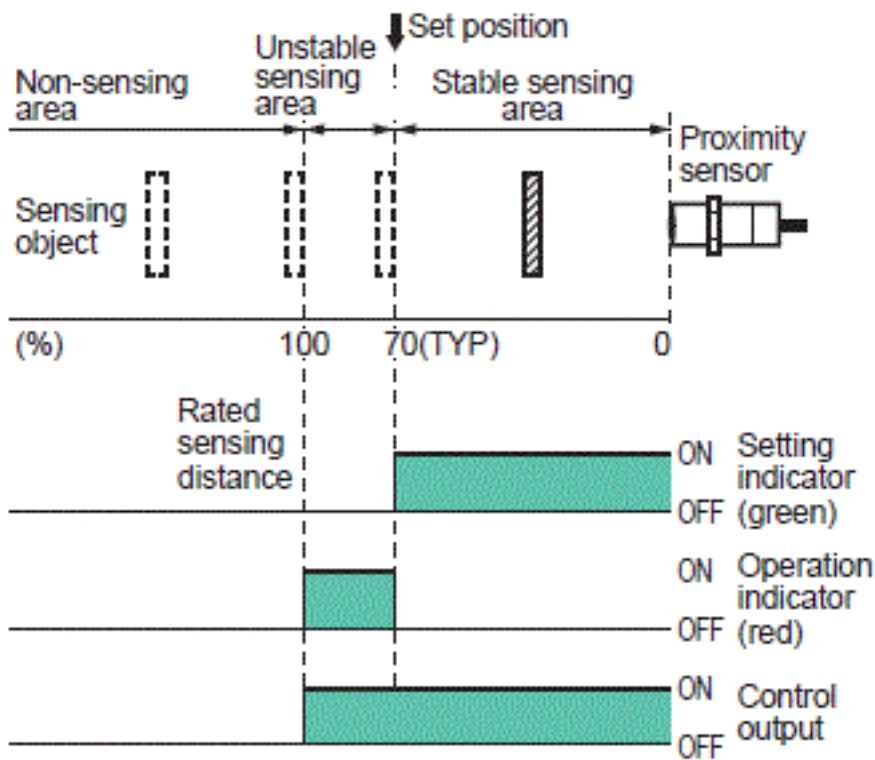 Set position
Unstable
sensing
area
Non-sensing
area
Stable sensing
area
Proximity
sensor
Sensing
object
(%)
100
70(TYP)
0
Rated
sensing
distance
ON
OFF
Setting
indicator
(green)
ON
OFF
Operation
indicator
(red)
ON
OFF
Control
output